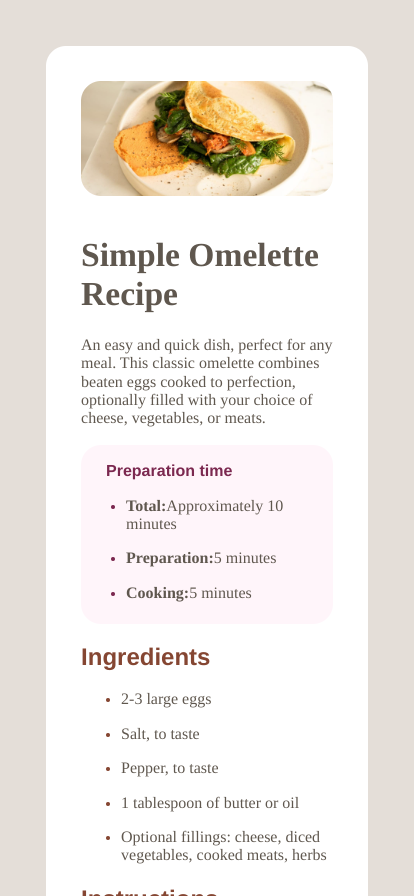 Simple Omelette
Recipe
An easy and quick dish, perfect for any
meal. This classic omelette combines
beaten eggs cooked to perfection,
optionally filled with your choice of
cheese, vegetables, or meats.
Preparation time
Total:Approximately 10
minutes
Preparation:5 minutes
Cooking:5 minutes
Ingredients
2-3 large eggs
Salt, to taste
Pepper, to taste
1 tablespoon of butter or oil
Optional fillings: cheese, diced
vegetables, cooked meats, herbs
Instructions